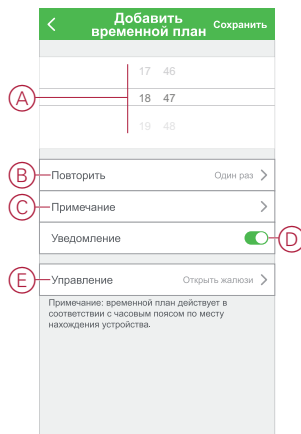 Добавить
временной план
Сохранить
17 46
A
18 47
19 48
B
Повторить
Один раз
C
Примечание
Уведомление
D
E
Управление
Открыть жалюзи
Примечание: временной план действует в
соответствии с часовым поясом по месту
нахождения устройства.